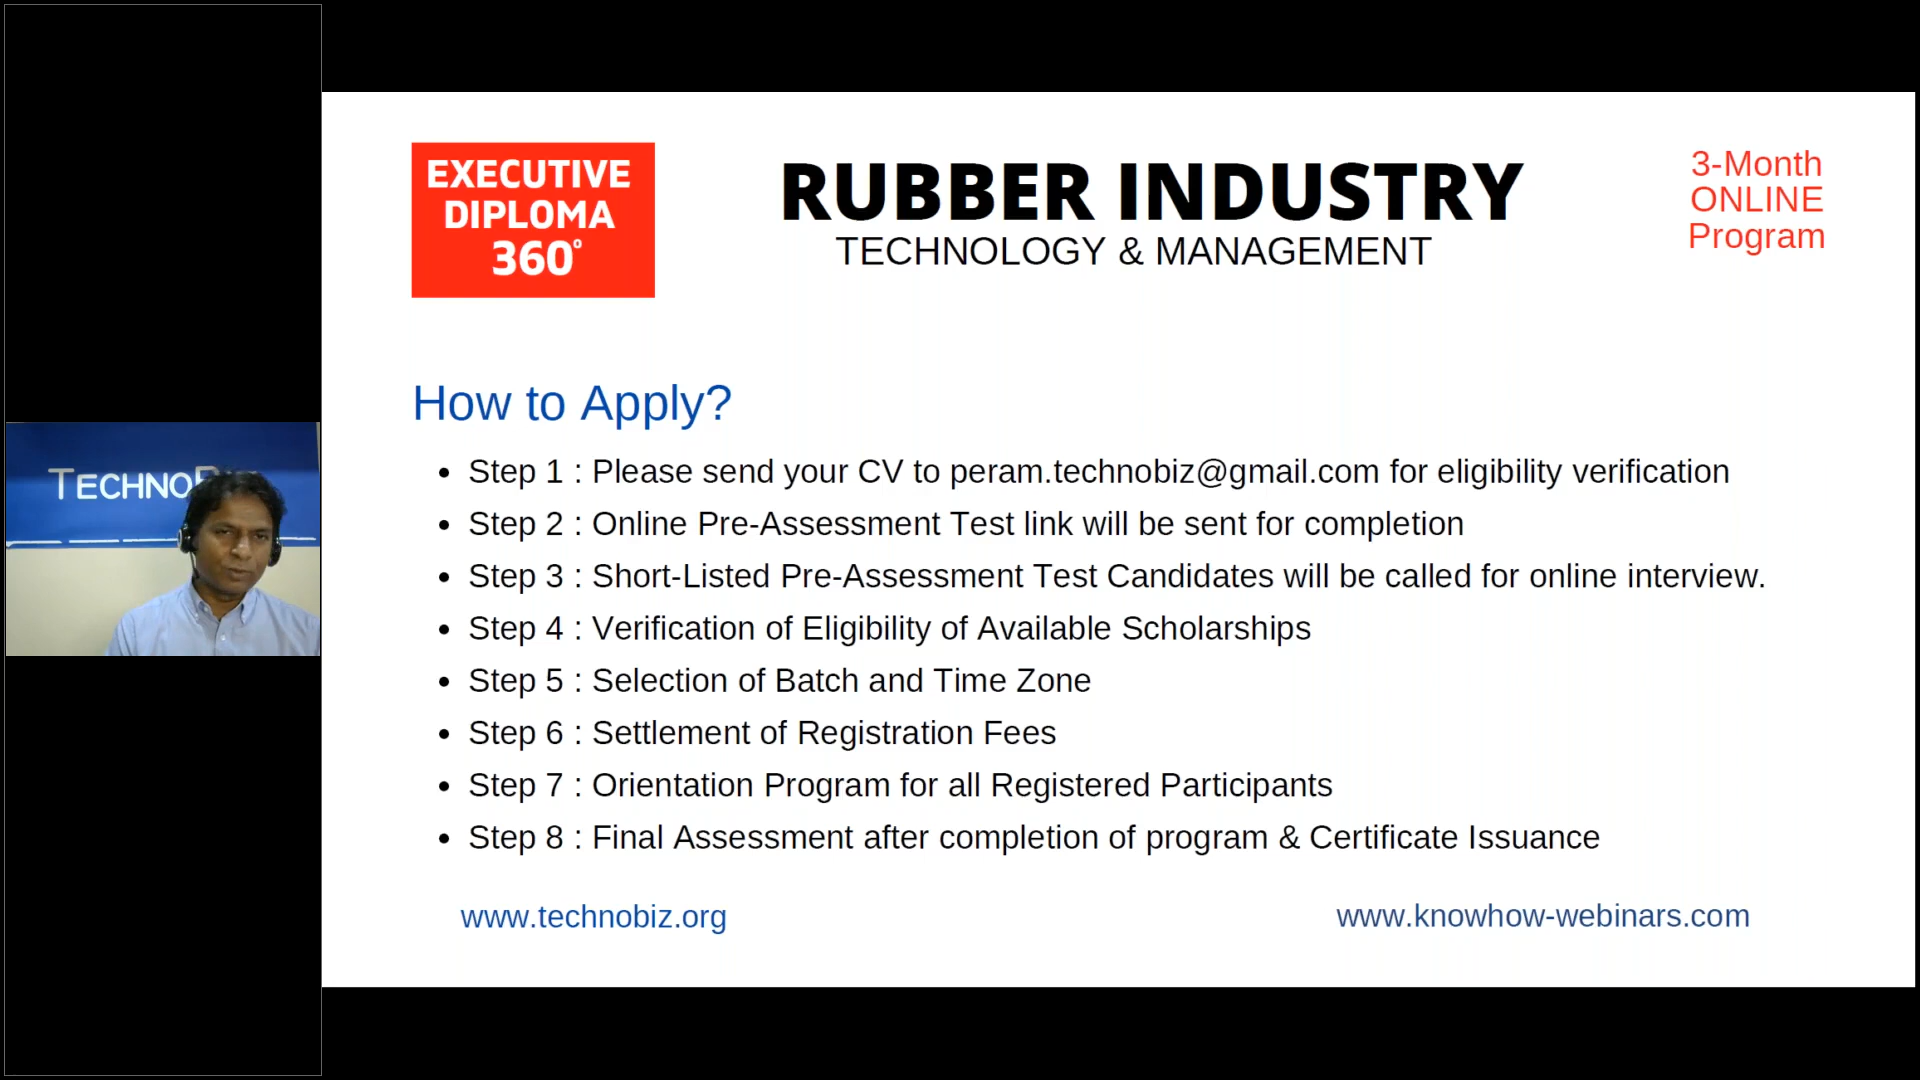 TECHNO
EXECUTIVE
DIPLOMA
360°
RUBBER INDUSTRY
TECHNOLOGY & MANAGEMENT
3-Month
ONLINE
Program
How to Apply?
• Step 1 : Please send your CV to peram.technobiz@gmail.com for eligibility verification
• Step 2 : Online Pre-Assessment Test link will be sent for completion
• Step 3 : Short-Listed Pre-Assessment Test Candidates will be called for online interview.
• Step 4 : Verification of Eligibility of Available Scholarships
• Step 5 : Selection of Batch and Time Zone
• Step 6 : Settlement of Registration Fees
• Step 7 : Orientation Program for all Registered Participants
• Step 8 : Final Assessment after completion of program & Certificate Issuance
www.technobiz.org
www.knowhow-webinars.com